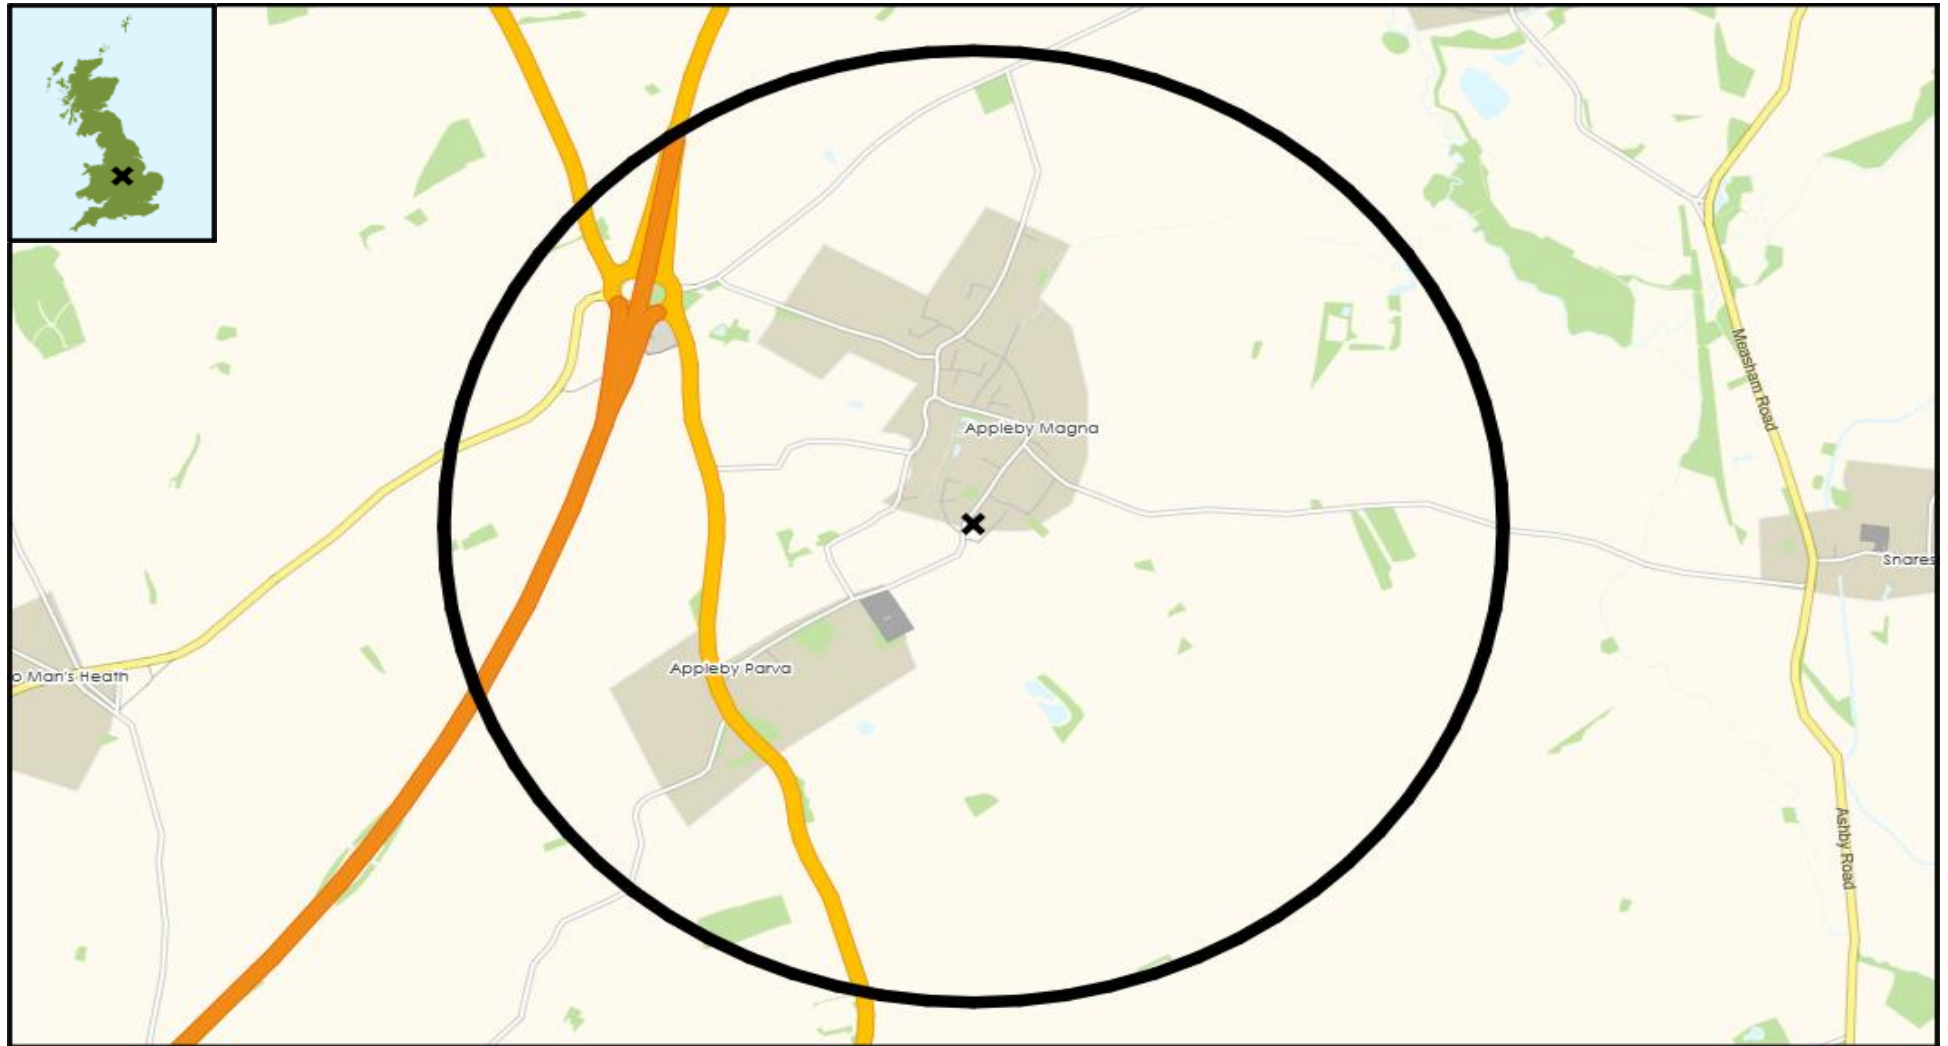 Measham Road
Appleby Magna
Snares
Appleby Parva
o Man's Heath
Ashby Road